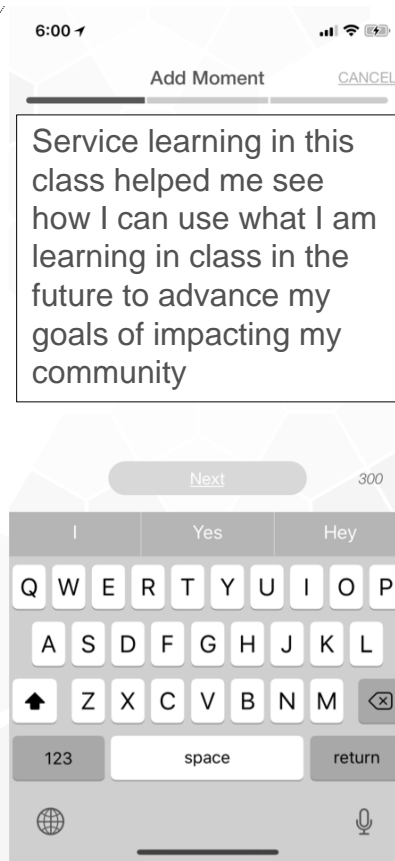 6:00
Add Moment CANCEL
Service learning in this
class helped me see
how I can use what I am
learning in class in the
future to advance my
goals of impacting my
community
Next 300
I Yes Hey
Q W E R T Y U I O P
A S D F G H J K L
Z X C V B N M
123 space return